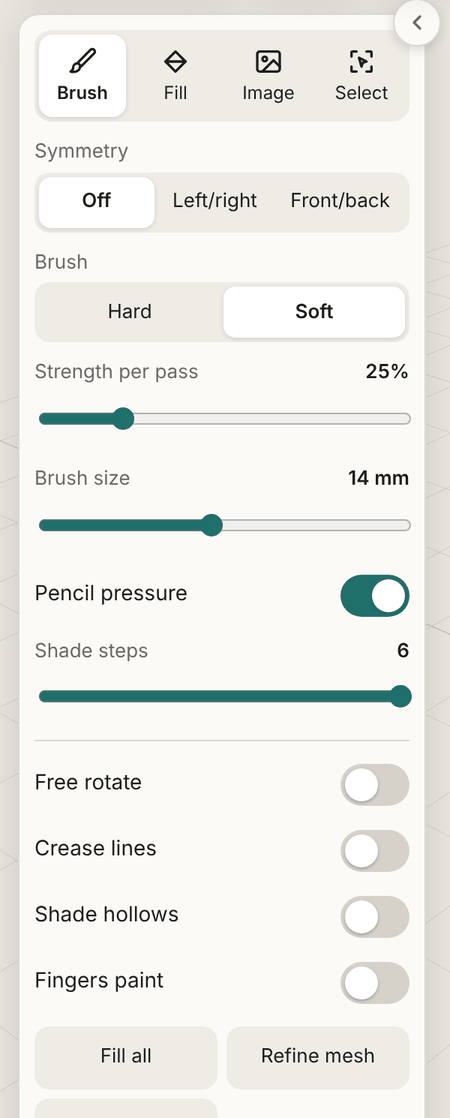 Brush Fill Image Select
Symmetry
Off Left/right Front/back
Brush
Hard Soft
Strength per pass 25%
Brush size 14 mm
Pencil pressure
Shade steps 6
Free rotate
Crease lines
Shade hollows
Fingers paint
Fill all Refine mesh